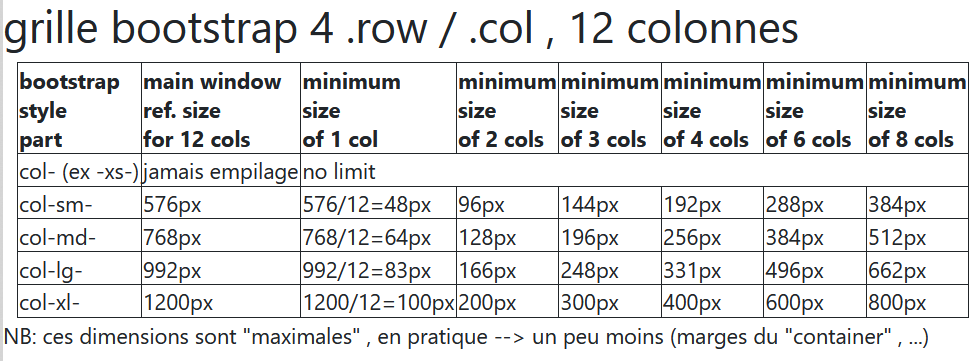 grille bootstrap 4 .row / .col , 12 colonnes
bootstrap style part | main window ref. size for 12 cols | minimum size of 1 col | minimum size of 2 cols | minimum size of 3 cols | minimum size of 4 cols | minimum size of 6 cols | minimum size of 8 cols
col- (ex -xs-) | jamais empilage | no limit
col-sm- | 576px | 576/12=48px | 96px | 144px | 192px | 288px | 384px
col-md- | 768px | 768/12=64px | 128px | 196px | 256px | 384px | 512px
col-lg- | 992px | 992/12=83px | 166px | 248px | 331px | 496px | 662px
col-xl- | 1200px | 1200/12=100px | 200px | 300px | 400px | 600px | 800px
NB: ces dimensions sont "maximales" , en pratique --> un peu moins (marges du "container" , ...)